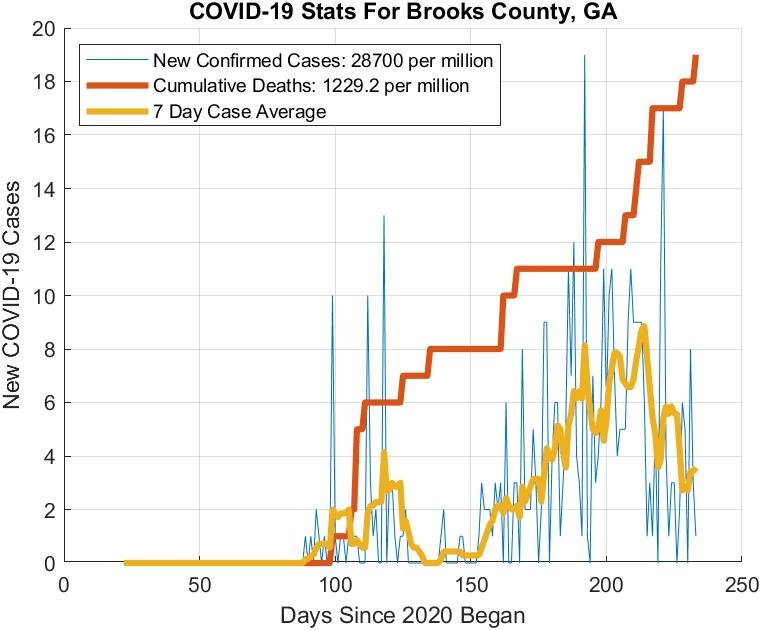 COVID-19 Stats For Brooks County, GA
New Confirmed Cases: 28700 per million
Cumulative Deaths: 1229.2 per million
7 Day Case Average
New COVID-19 Cases
20
18
16
14
12
10
8
6
4
2
0
0 50 100 150 200 250
Days Since 2020 Began